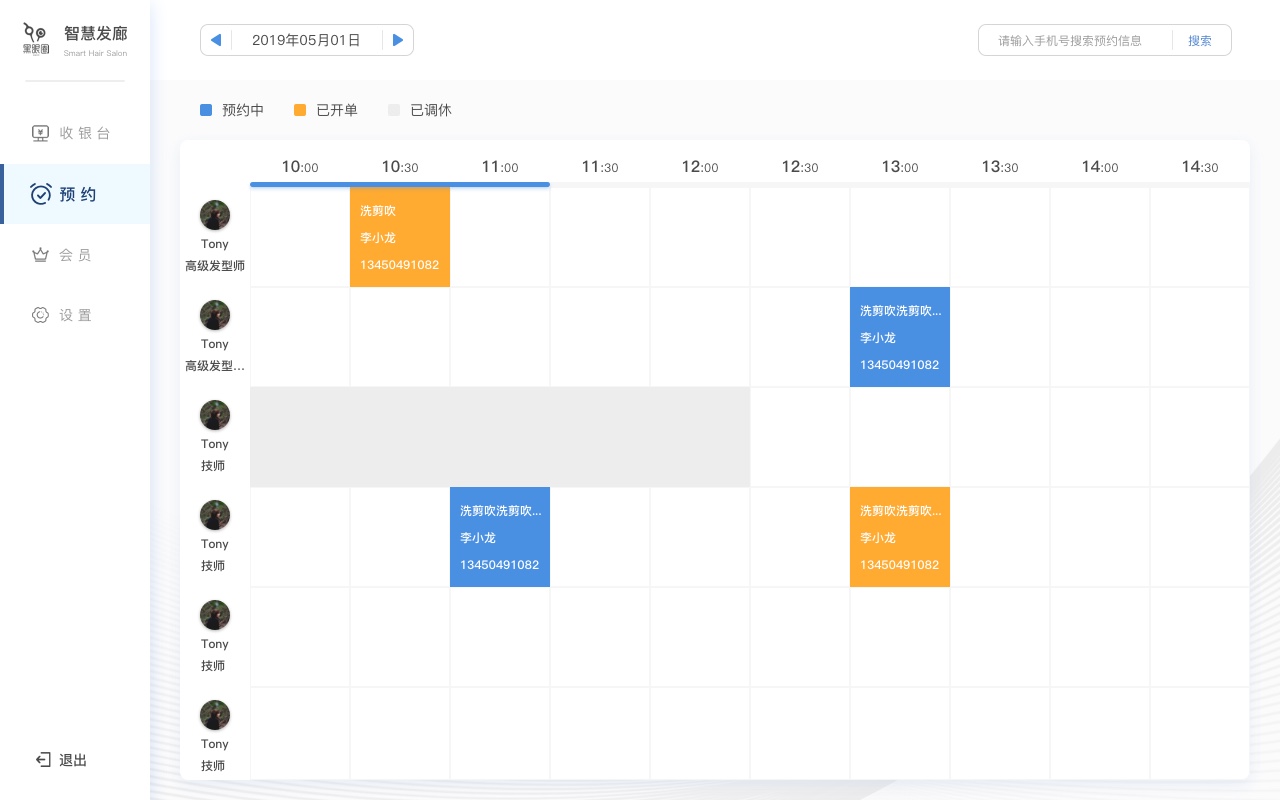 黑眼圈
智慧发廊
Smart Hair Salon
2019年05月01日
请输入手机号搜索预约信息
搜索
预约中
已开单
已调休
收银台
预约
会员
设置
退出
10:00
10:30
11:00
11:30
12:00
12:30
13:00
13:30
14:00
14:30
Tony
高级发型师
洗剪吹
李小龙
13450491082
Tony
高级发型...
洗剪吹洗剪吹...
李小龙
13450491082
Tony
技师
Tony
技师
洗剪吹洗剪吹...
李小龙
13450491082
洗剪吹洗剪吹...
李小龙
13450491082
Tony
技师
Tony
技师